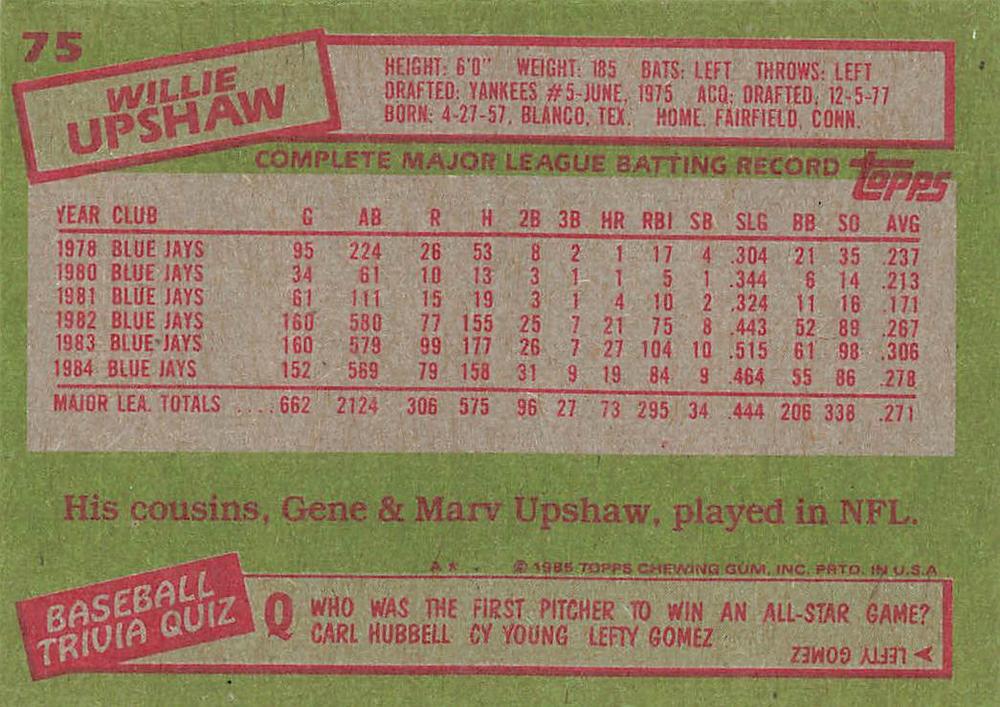 75
WILLIE
UPSHAW
HEIGHT: 6'0" WEIGHT: 185 BATS: LEFT THROWS: LEFT
DRAFTED: YANKEES #5-JUNE, 1975 ACQ: DRAFTED, 12-5-77
BORN: 4-27-57, BLANCO, TEX. HOME. FAIRFIELD, CONN.
COMPLETE MAJOR LEAGUE BATTING RECORD topps
YEAR CLUB G AB R H 2B 3B HR RBI SB SLG BB SO AVG
1978 BLUE JAYS 95 224 26 53 8 2 1 17 4 .304 21 35 .237
1980 BLUE JAYS 34 61 10 13 3 1 1 5 1 .344 6 14 .213
1981 BLUE JAYS 61 111 15 19 3 1 4 10 2 .324 11 16 .171
1982 BLUE JAYS 160 580 77 155 25 7 21 75 8 .443 52 89 .267
1983 BLUE JAYS 160 579 99 177 26 7 27 104 10 .515 61 98 .306
1984 BLUE JAYS 152 569 79 158 31 9 19 84 9 .464 55 86 .278
MAJOR LEA. TOTALS ....662 2124 306 575 96 27 73 295 34 .444 206 338 .271
His cousins, Gene & Marv Upshaw, played in NFL.
A* © 1985 TOPPS CHEWING GUM, INC. PRTD. IN U.S.A
BASEBALL
TRIVIA QUIZ
Q WHO WAS THE FIRST PITCHER TO WIN AN ALL-STAR GAME?
CARL HUBBELL CY YOUNG LEFTY GOMEZ
➤ LEFTY GOMEZ